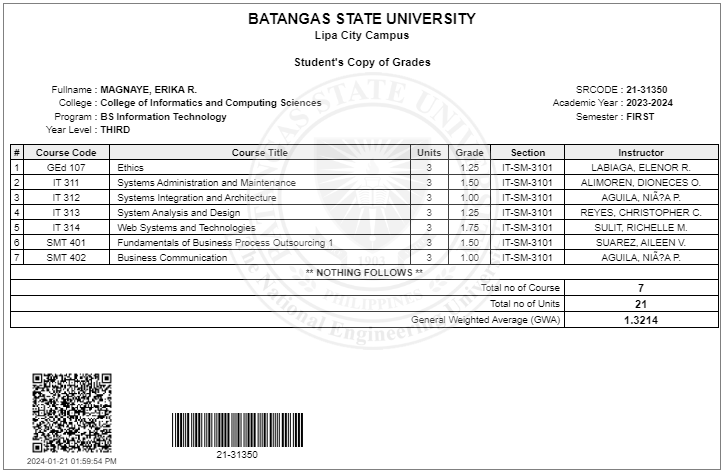 BATANGAS STATE UNIVERSITY
Lipa City Campus
Student's Copy of Grades
Fullname : MAGNAYE, ERIKA R. SRCODE : 21-31350
College : College of Informatics and Computing Sciences Academic Year : 2023-2024
Program : BS Information Technology Semester : FIRST
Year Level : THIRD
# Course Code Course Title Units Grade Section Instructor
1 GEd 107 Ethics 3 1.25 IT-SM-3101 LABIAGA, ELENOR R.
2 IT 311 Systems Administration and Maintenance 3 1.50 IT-SM-3101 ALIMOREN, DIONECES O.
3 IT 312 Systems Integration and Architecture 3 1.00 IT-SM-3101 AGUILA, NIÃ?A P.
4 IT 313 System Analysis and Design 3 1.25 IT-SM-3101 REYES, CHRISTOPHER C.
5 IT 314 Web Systems and Technologies 3 1.75 IT-SM-3101 SULIT, RICHELLE M.
6 SMT 401 Fundamentals of Business Process Outsourcing 1 3 1.50 IT-SM-3101 SUAREZ, AILEEN V.
7 SMT 402 Business Communication 3 1.00 IT-SM-3101 AGUILA, NIÃ?A P.
** NOTHING FOLLOWS **
Total no of Course 7
Total no of Units 21
General Weighted Average (GWA) 1.3214
BATANGAS STATE UNIVERSITY
1903
PHILIPPINES
The National Engineering University
21-31350
2024-01-21 01:59:54 PM